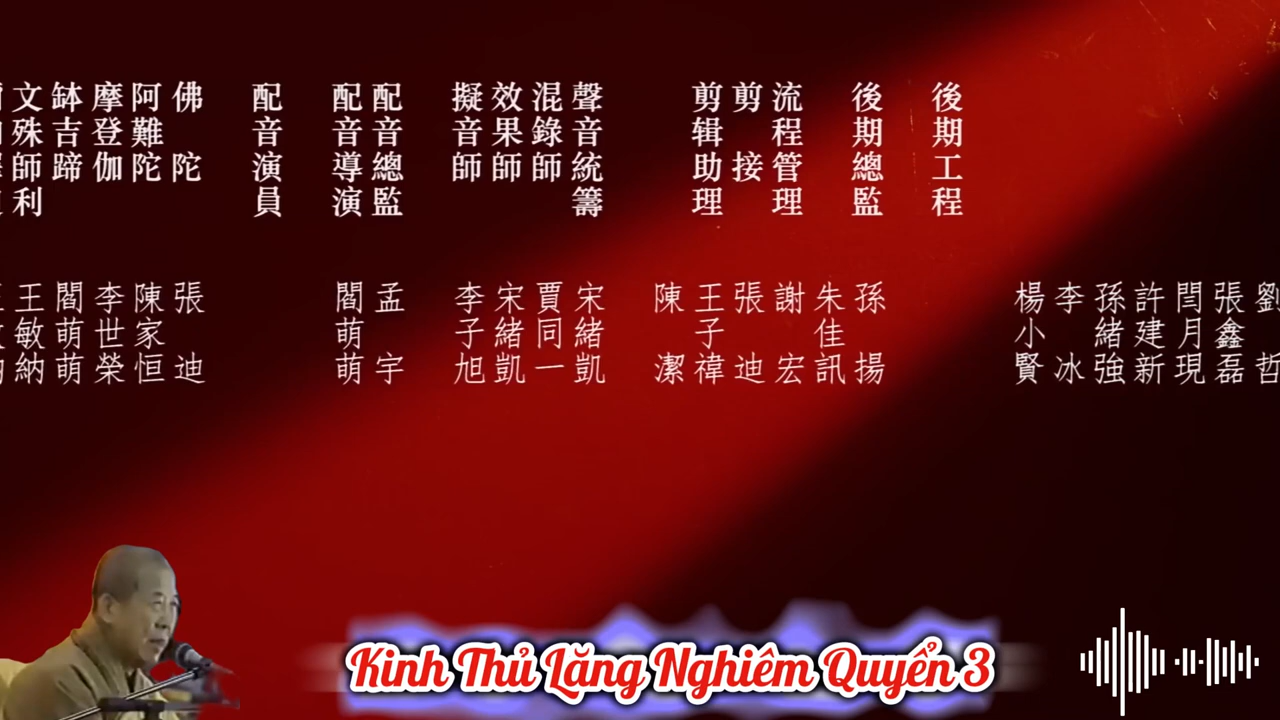 楊小賢
李冰
孫緒強
許建新
閆月現
張鑫磊
後期工程
後期總監 孫揚
朱佳訊
流程管理 謝宏
剪接 張迪
剪辑助理 王子禕
陳潔
聲音統籌 宋緒凱
混錄師 賈同一
效果師 宋緒凱
擬音師 李子旭
配音總監 孟宇
配音導演 閻萌萌
配音演員
佛陀 張迪
阿難陀 陳家恒
摩登伽 李世榮
缽吉蹄 閻萌萌
文殊師利 王敏納
Kinh Thủ Lăng Nghiêm Quyển 3